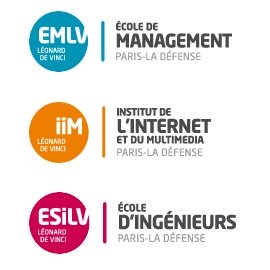 EMLV
LÉONARD
DE VINCI
ÉCOLE DE
MANAGEMENT
PARIS-LA DÉFENSE
iiM
LÉONARD
DE VINCI
INSTITUT DE
L'INTERNET
ET DU MULTIMEDIA
PARIS-LA DÉFENSE
ESiLV
LÉONARD
DE VINCI
ÉCOLE
D'INGÉNIEURS
PARIS-LA DÉFENSE